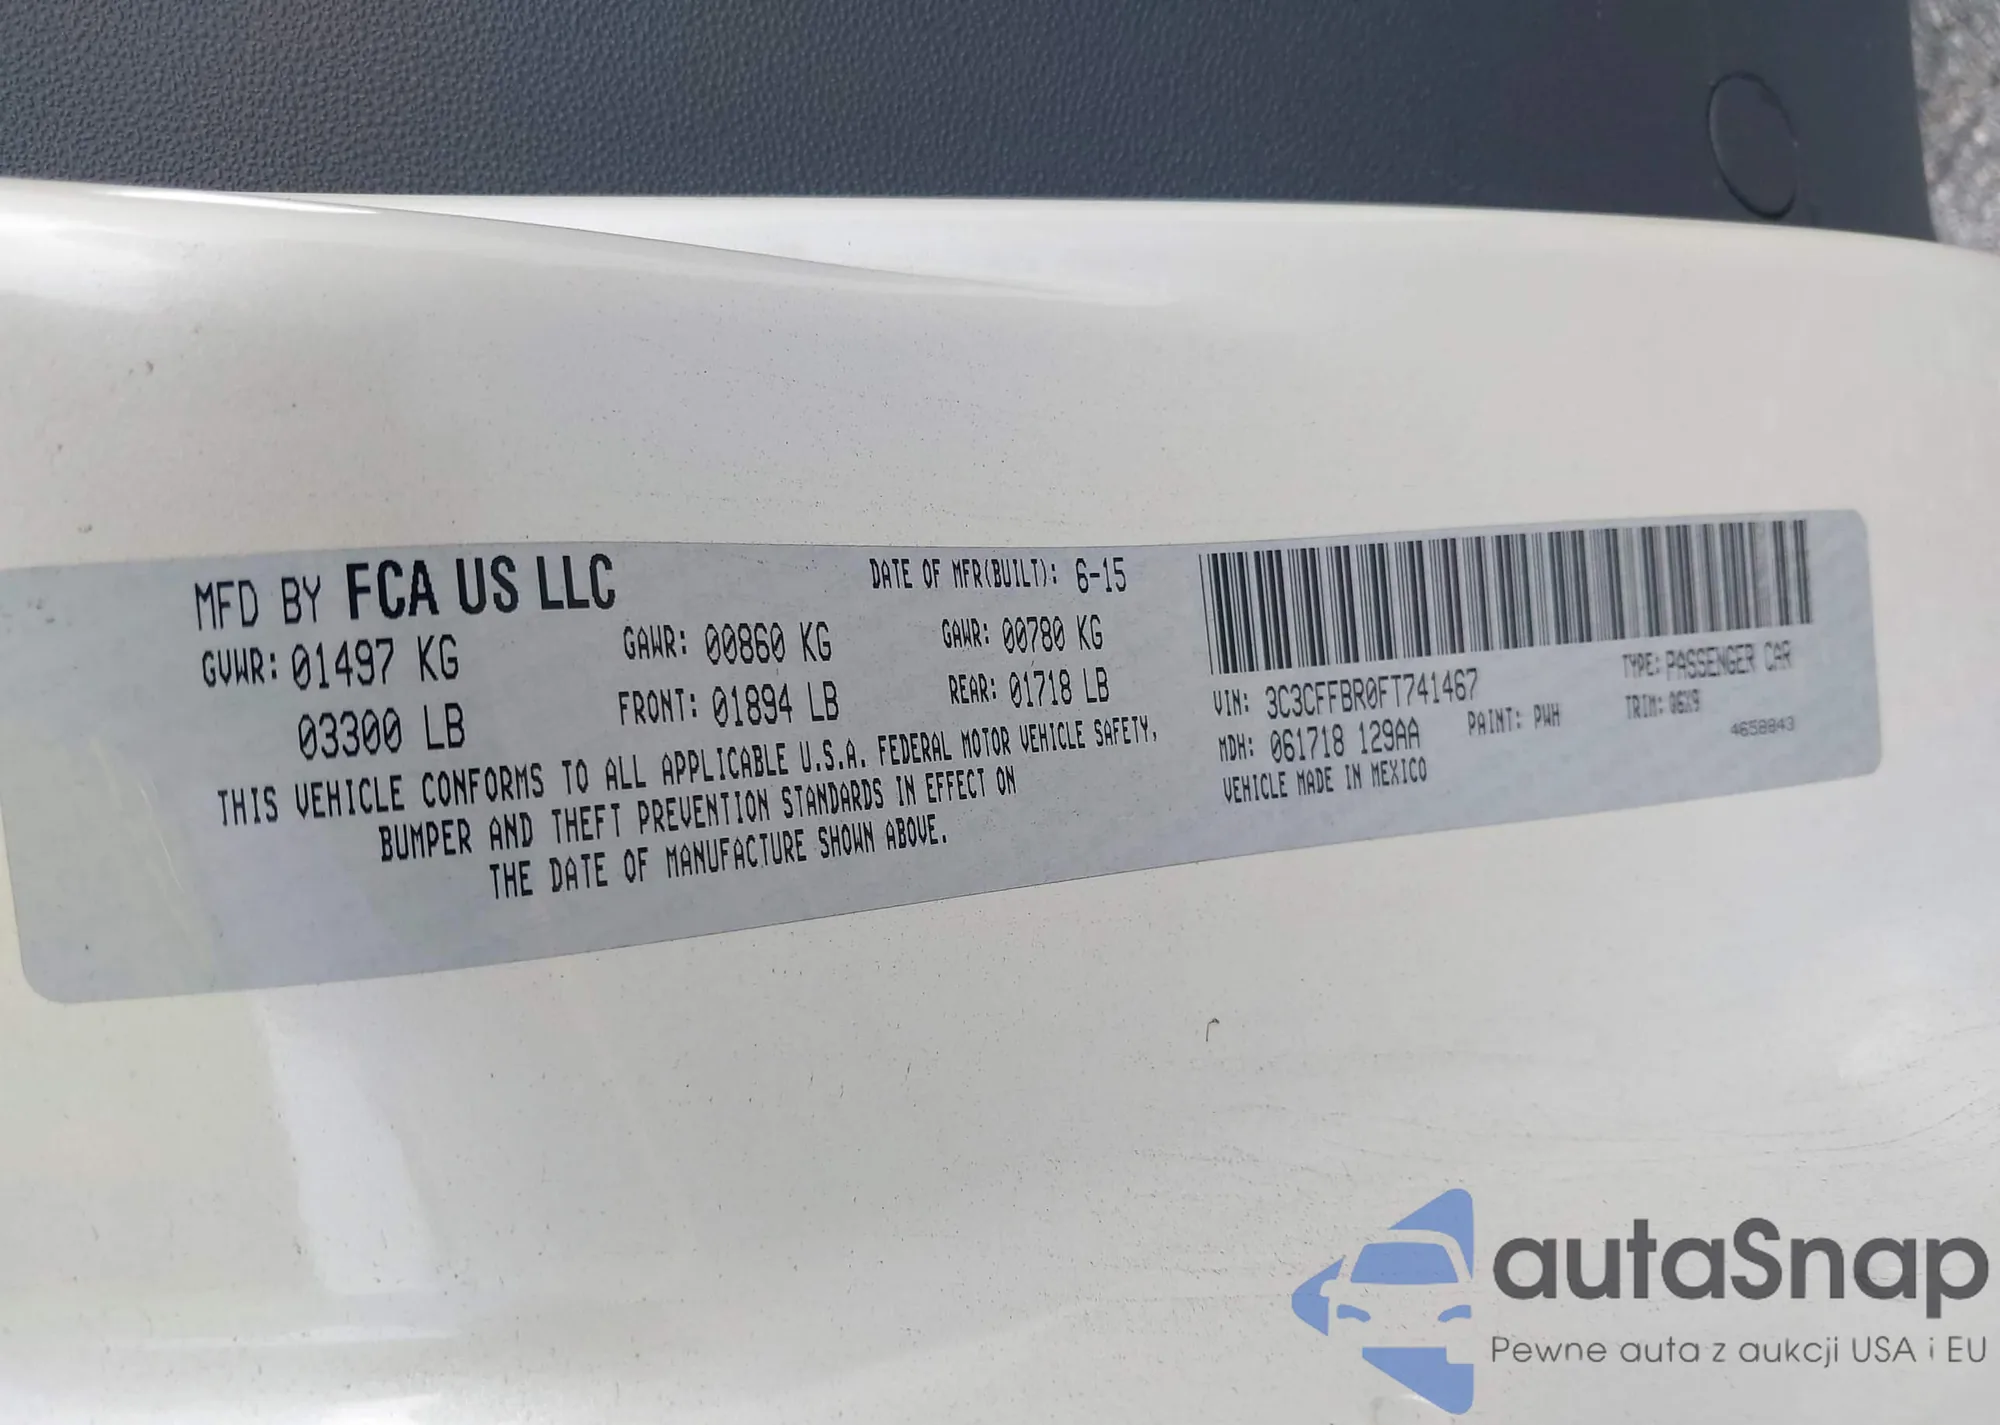 MFD BY FCA US LLC
DATE OF MFR(BUILT): 6-15
GVWR: 01497 KG
GAWR: 00860 KG
GAWR: 00780 KG
03300 LB
FRONT: 01894 LB
REAR: 01718 LB
THIS VEHICLE CONFORMS TO ALL APPLICABLE U.S.A. FEDERAL MOTOR VEHICLE SAFETY,
BUMPER AND THEFT PREVENTION STANDARDS IN EFFECT ON
THE DATE OF MANUFACTURE SHOWN ABOVE.
VIN: 3C3CFFBR0FT741467
TYPE: PASSENGER CAR
MDH: 061718 129AA
PAINT: PWH
TRIM: 06X9
VEHICLE MADE IN MEXICO
4658843
autaSnap
Pewne auta z aukcji USA i EU